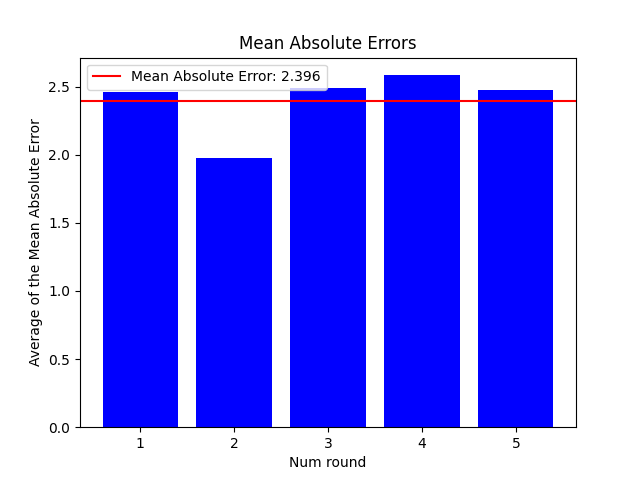 Mean Absolute Errors
Mean Absolute Error: 2.396
Average of the Mean Absolute Error
2.5
2.0
1.5
1.0
0.5
0.0
1 2 3 4 5
Num round